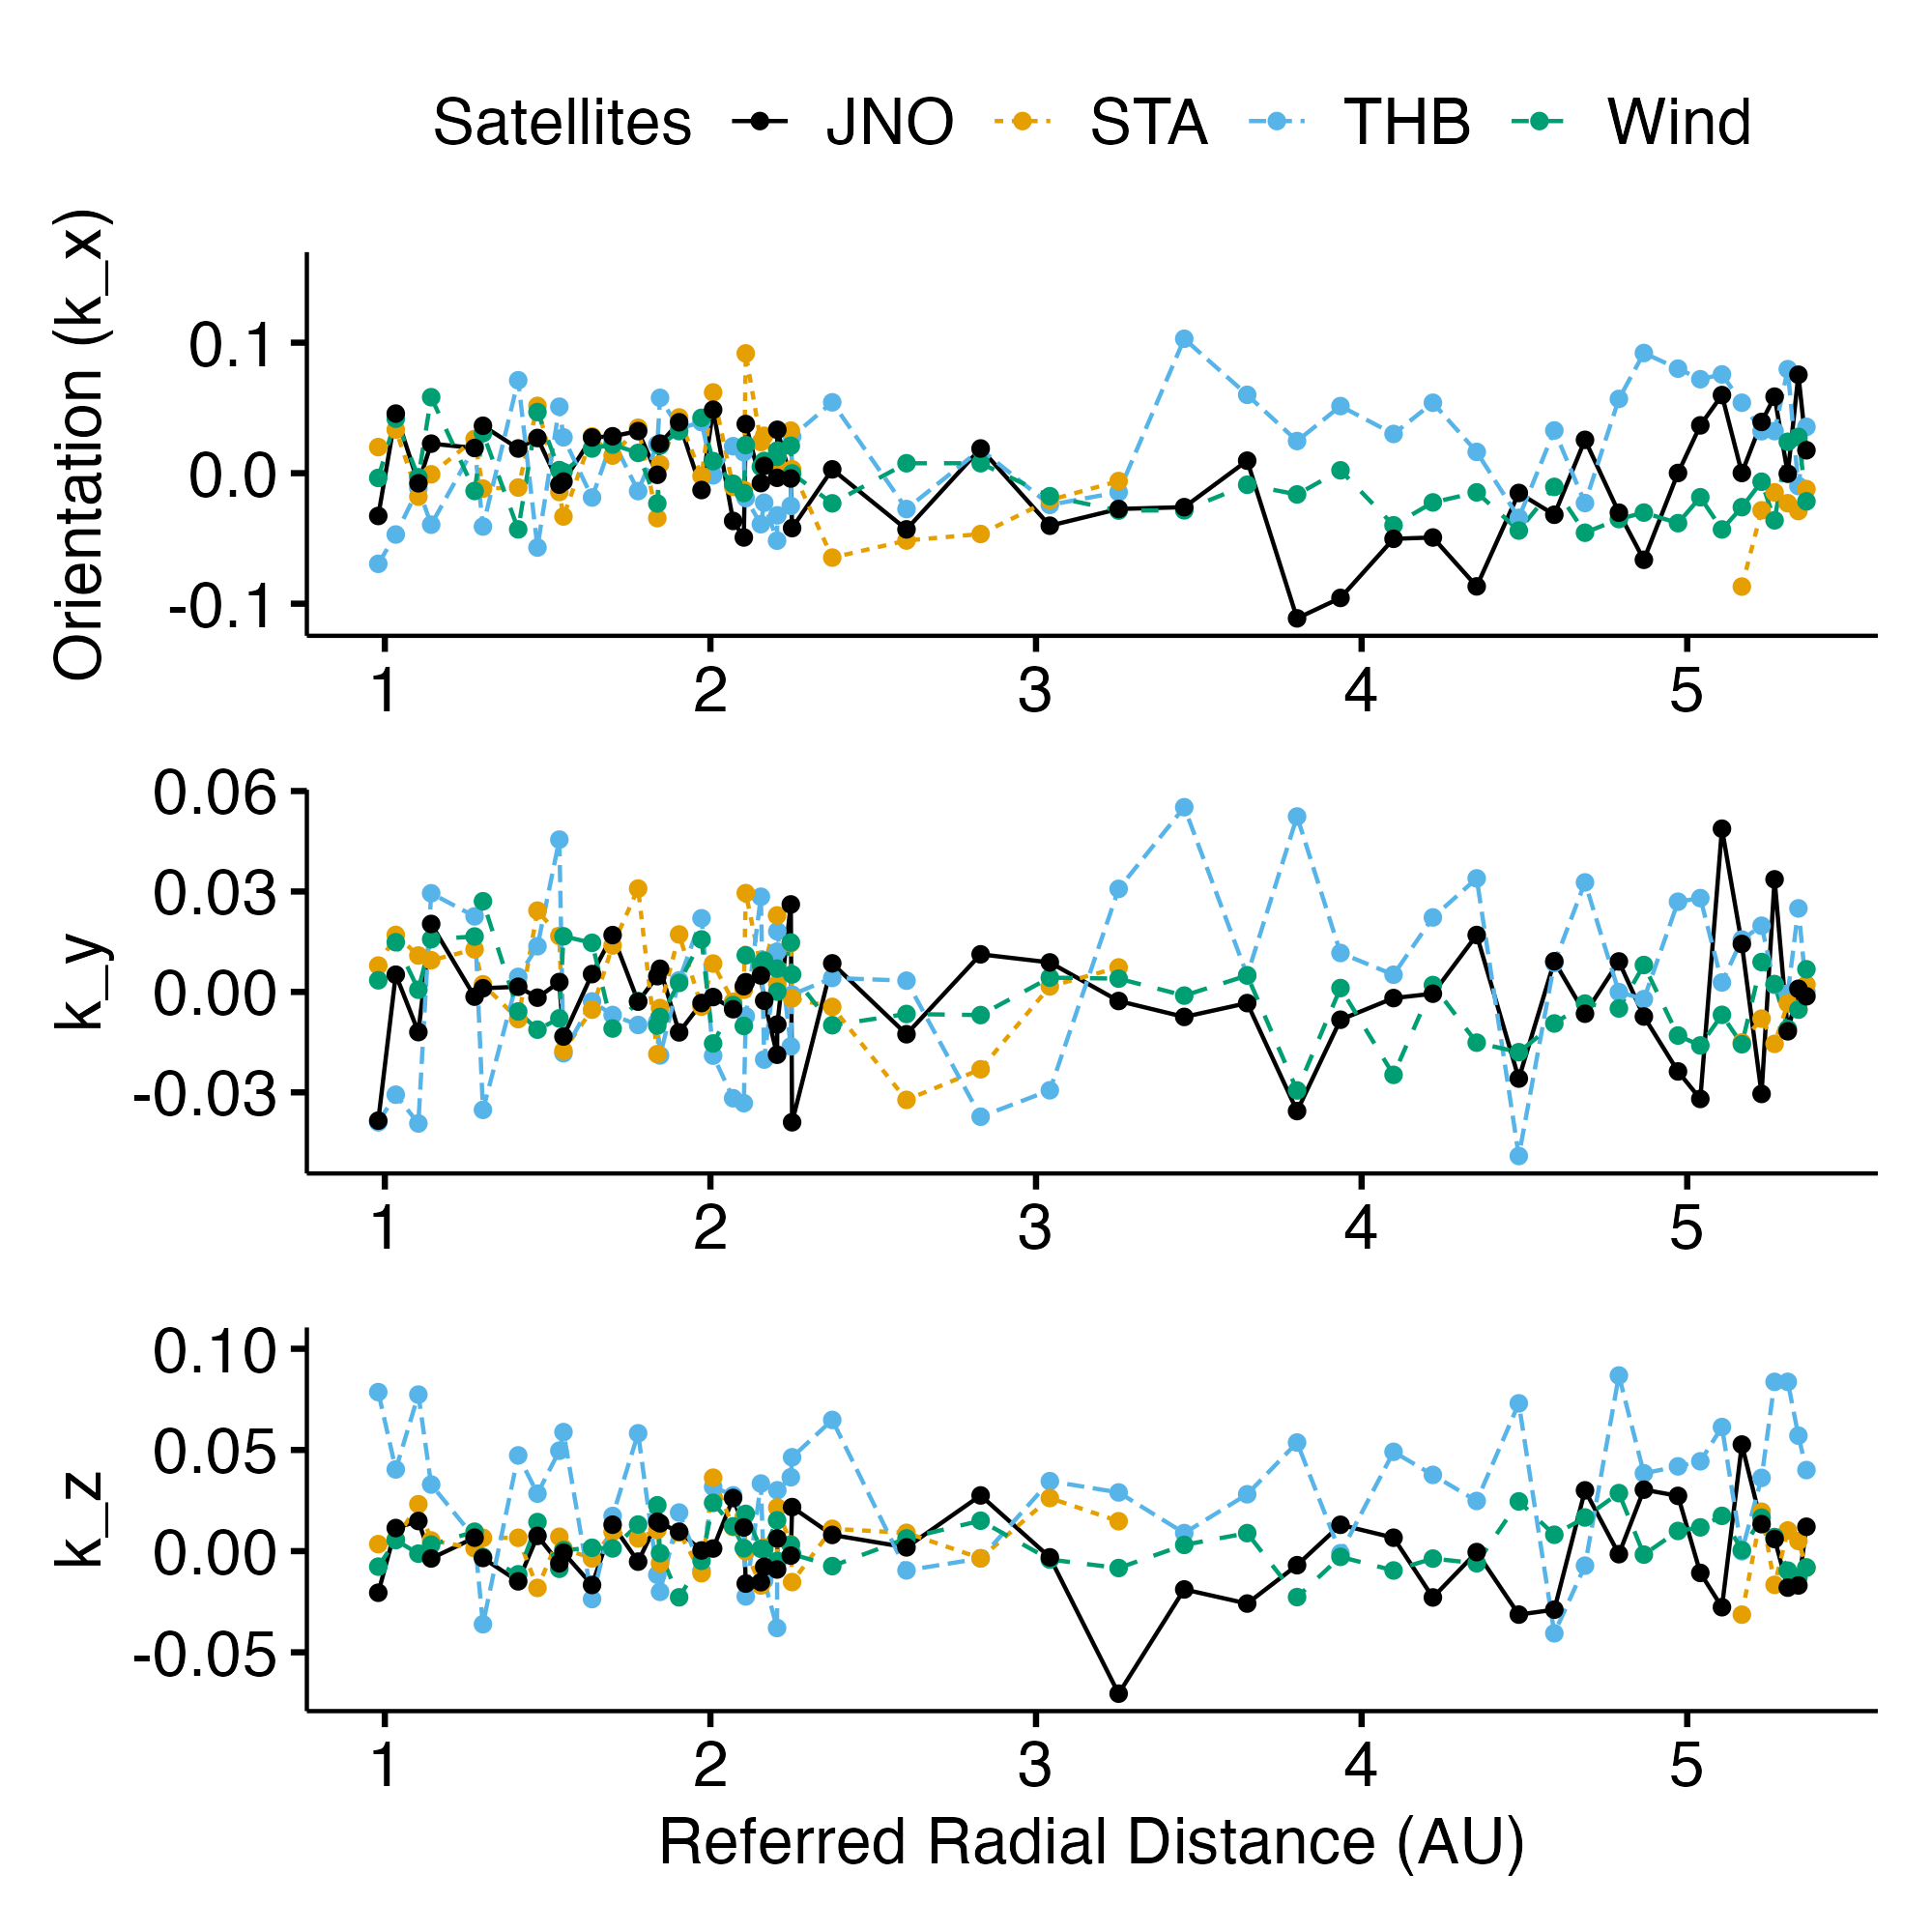 Satellites JNO STA THB Wind
Orientation (k_x)
0.1
0.0
-0.1
1 2 3 4 5
k_y
0.06
0.03
0.00
-0.03
1 2 3 4 5
k_z
0.10
0.05
0.00
-0.05
1 2 3 4 5
Referred Radial Distance (AU)